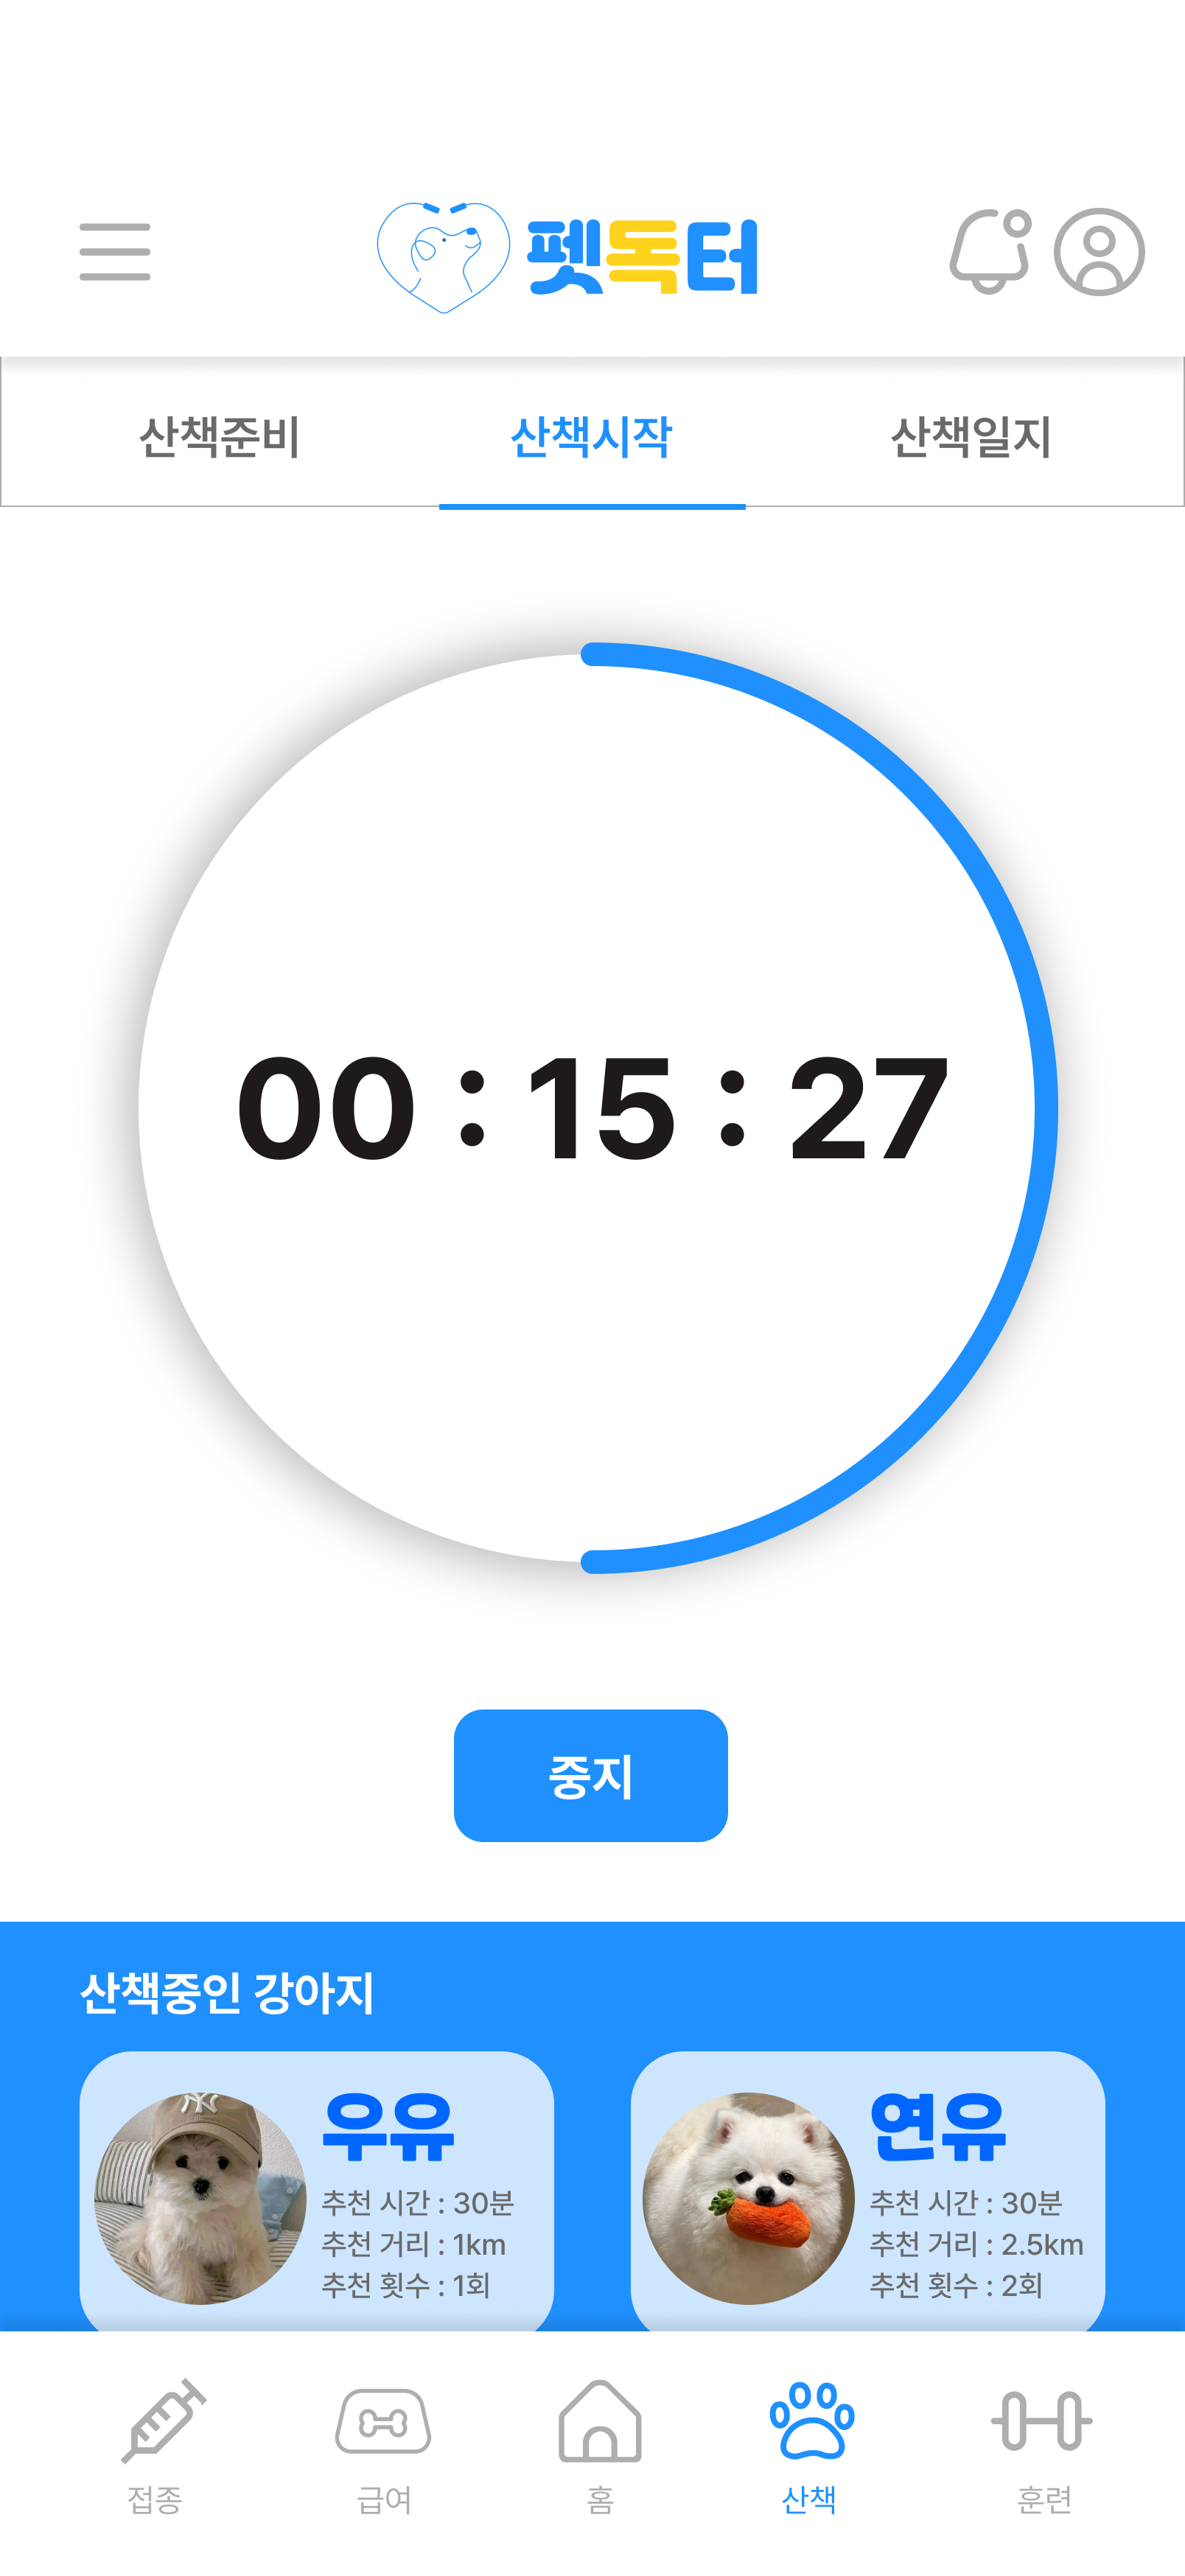 펫독터
산책준비
산책시작
산책일지
00 : 15 : 27
중지
산책중인 강아지
우유
추천 시간 : 30분
추천 거리 : 1km
추천 횟수 : 1회
연유
추천 시간 : 30분
추천 거리 : 2.5km
추천 횟수 : 2회
접종
급여
홈
산책
훈련